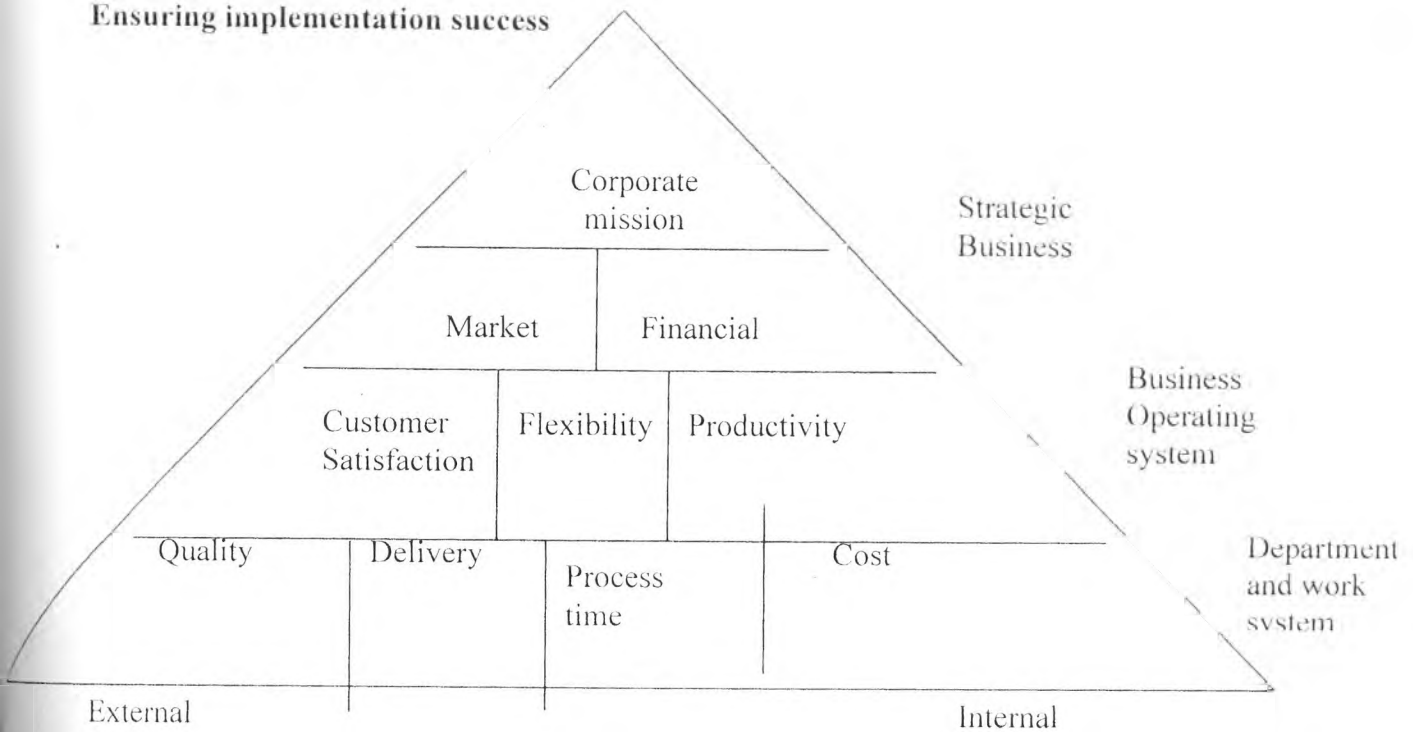 Ensuring implementation success
Corporate
mission
Strategic
Business
Market
Financial
Business
Operating
system
Customer
Satisfaction
Flexibility
Productivity
Quality
Delivery
Process
time
Cost
Department
and work
system
External
Internal